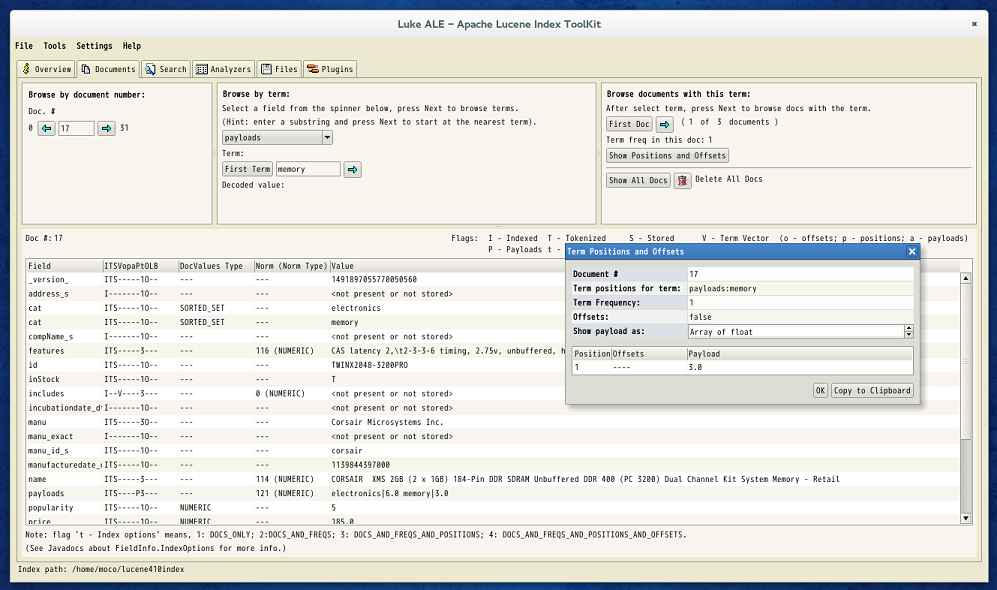 Luke ALE - Apache Lucene Index ToolKit
File Tools Settings Help
Overview Documents Search Analyzers Files Plugins
Browse by document number:
Doc. #
0 17 31
Browse by term:
Select a field from the spinner below, press Next to browse terms.
(Hint: enter a substring and press Next to start at the nearest term).
payloads
Term:
First Term memory
Decoded value:
Browse documents with this term:
After select term, press Next to browse docs with the term.
First Doc ( 1 of 3 documents )
Term freq in this doc: 1
Show Positions and Offsets
Show All Docs Delete All Docs
Doc #: 17
Flags: I - Indexed T - Tokenized S - Stored V - Term Vector (o - offsets; p - positions; a - payloads)
P - Payloads t -
Field ITSVopaPtOLB DocValues Type Norm (Norm Type) Value
_version_ ITS-----1O-- --- --- 1491897055770050560
address_s I-------1O-- --- --- <not present or not stored>
cat ITS-----1O-- SORTED_SET --- electronics
cat ITS-----1O-- SORTED_SET --- memory
compName_s I-------1O-- --- --- <not present or not stored>
features ITS-----3--- --- 116 (NUMERIC) CAS latency 2,\t2-3-3-6 timing, 2.75v, unbuffered, h
id ITS-----1O-- --- --- TWINX2048-3200PRO
inStock ITS-----1O-- --- --- T
includes I--V----3--- --- 0 (NUMERIC) <not present or not stored>
incubationdate_d I-------1O-- --- --- <not present or not stored>
manu ITS-----3O-- --- --- Corsair Microsystems Inc.
manu_exact I-------1O-- --- --- <not present or not stored>
manu_id_s ITS-----1O-- --- --- corsair
manufacturedate_ ITS-----1O-- --- --- 1139844397000
name ITS-----3--- --- 114 (NUMERIC) CORSAIR XMS 2GB (2 x 1GB) 184-Pin DDR SDRAM Unbuffered DDR 400 (PC 3200) Dual Channel Kit System Memory - Retail
payloads ITS----P3--- --- 121 (NUMERIC) electronics|6.0 memory|3.0
popularity ITS-----1O-- NUMERIC --- 5
price ITS-----1O-- NUMERIC --- 185.0
Term Positions and Offsets
Document # 17
Term positions for term: payloads:memory
Term Frequency: 1
Offsets: false
Show payload as: Array of float
Position Offsets Payload
1 ---- 3.0
OK Copy to Clipboard
Note: flag 't - Index options' means, 1: DOCS_ONLY; 2:DOCS_AND_FREQS; 3: DOCS_AND_FREQS_AND_POSITIONS; 4: DOCS_AND_FREQS_AND_POSITIONS_AND_OFFSETS.
(See Javadocs about FieldInfo.IndexOptions for more info.)
Index path: /home/moco/lucene410index